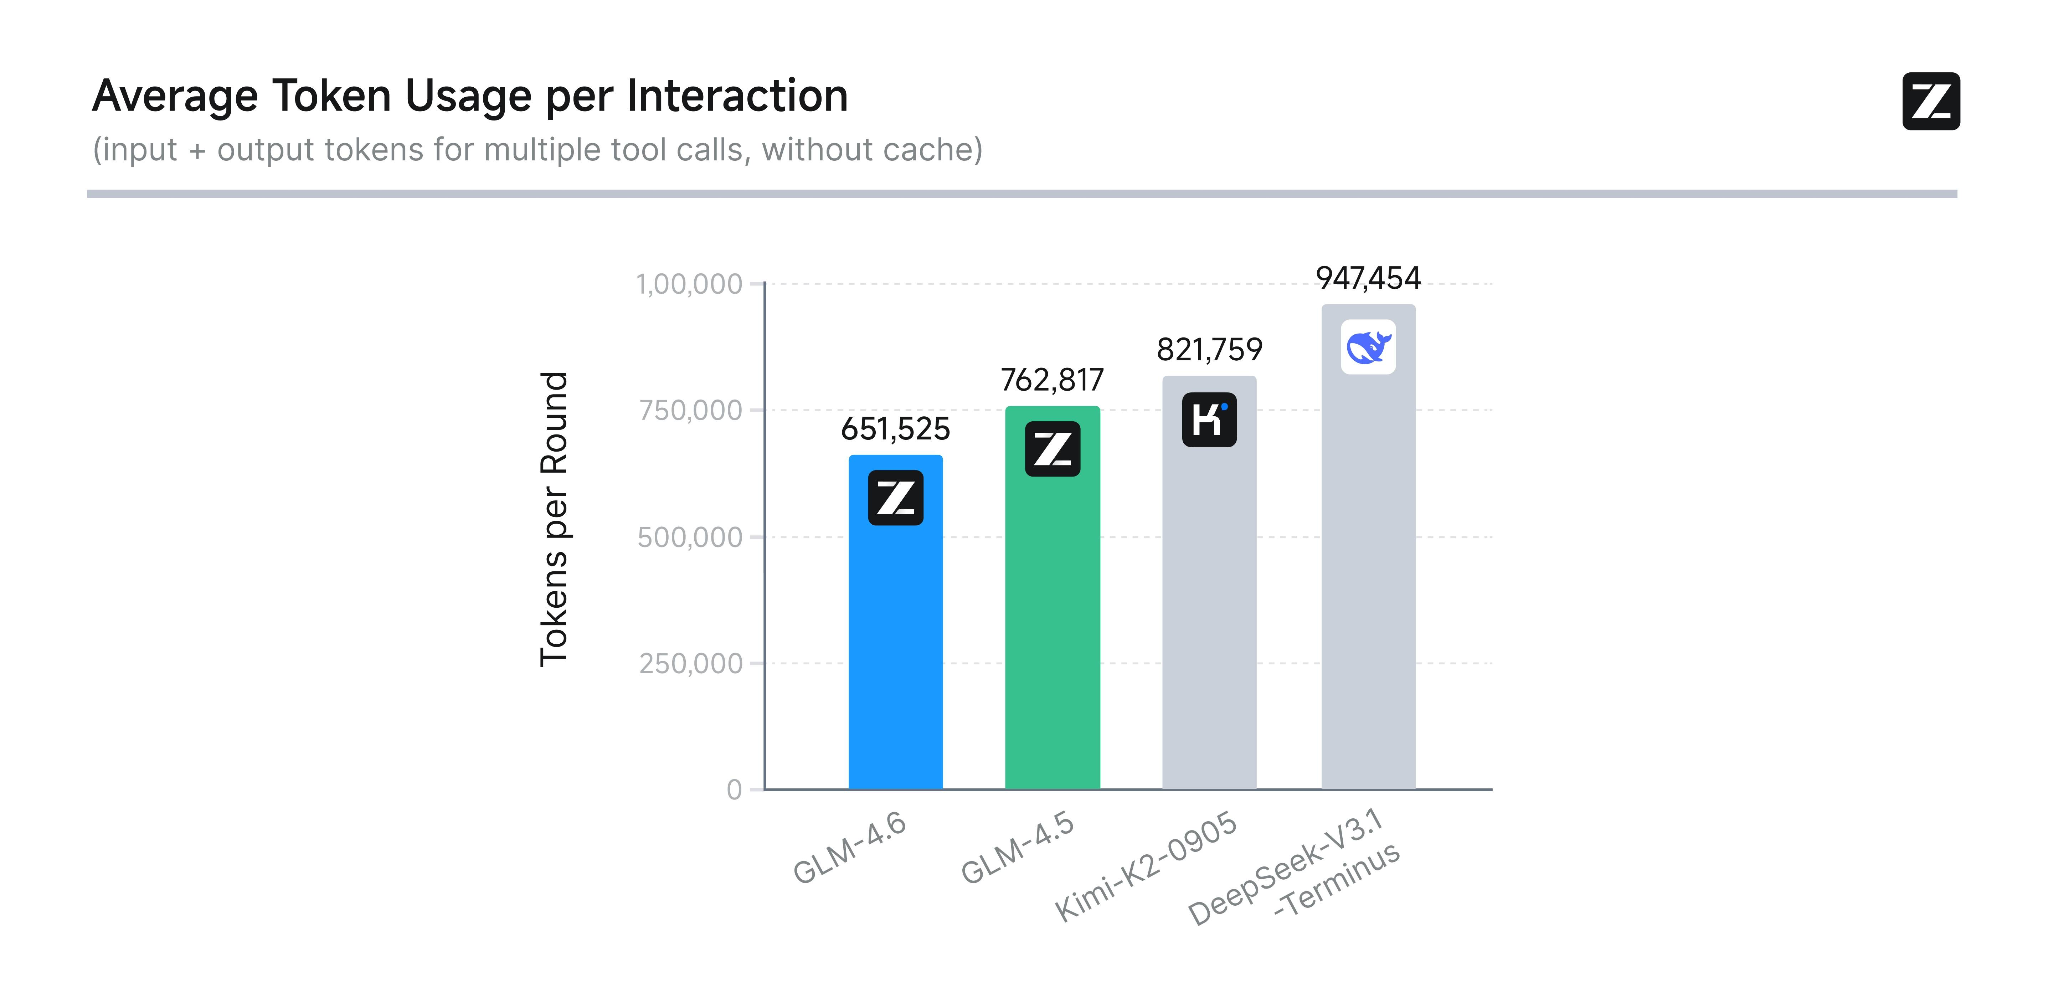 Average Token Usage per Interaction
(input + output tokens for multiple tool calls, without cache)
Z
Tokens per Round
1,00,000
750,000
500,000
250,000
0
651,525
762,817
821,759
947,454
Z
Z
K
GLM-4.6
GLM-4.5
Kimi-K2-0905
DeepSeek-V3.1
-Terminus